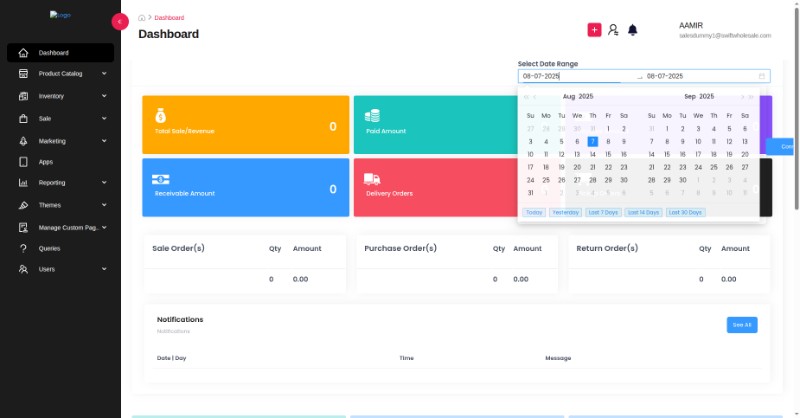 Logo
Dashboard
Product Catalog
Inventory
Sale
Marketing
Apps
Reporting
Themes
Manage Custom Pag..
Queries
Users
Dashboard
Dashboard
AAMIR
salesdummy1@swiftwholesale.com
Select Date Range
08-07-2025 → 08-07-2025
Aug 2025
Su Mo Tu We Th Fr Sa
27 28 29 30 31 1 2
3 4 5 6 7 8 9
10 11 12 13 14 15 16
17 18 19 20 21 22 23
24 25 26 27 28 29 30
31 1 2 3 4 5 6
Sep 2025
Su Mo Tu We Th Fr Sa
31 1 2 3 4 5 6
7 8 9 10 11 12 13
14 15 16 17 18 19 20
21 22 23 24 25 26 27
28 29 30 1 2 3 4
5 6 7 8 9 10 11
Today Yesterday Last 7 Days Last 14 Days Last 30 Days
Total Sale/Revenue 0
Paid Amount
Receivable Amount 0
Delivery Orders
Sale Order(s) Qty Amount
0 0.00
Purchase Order(s) Qty Amount
0 0.00
Return Order(s) Qty Amount
0 0.00
Notifications
Notifications
See All
Date | Day Time Message